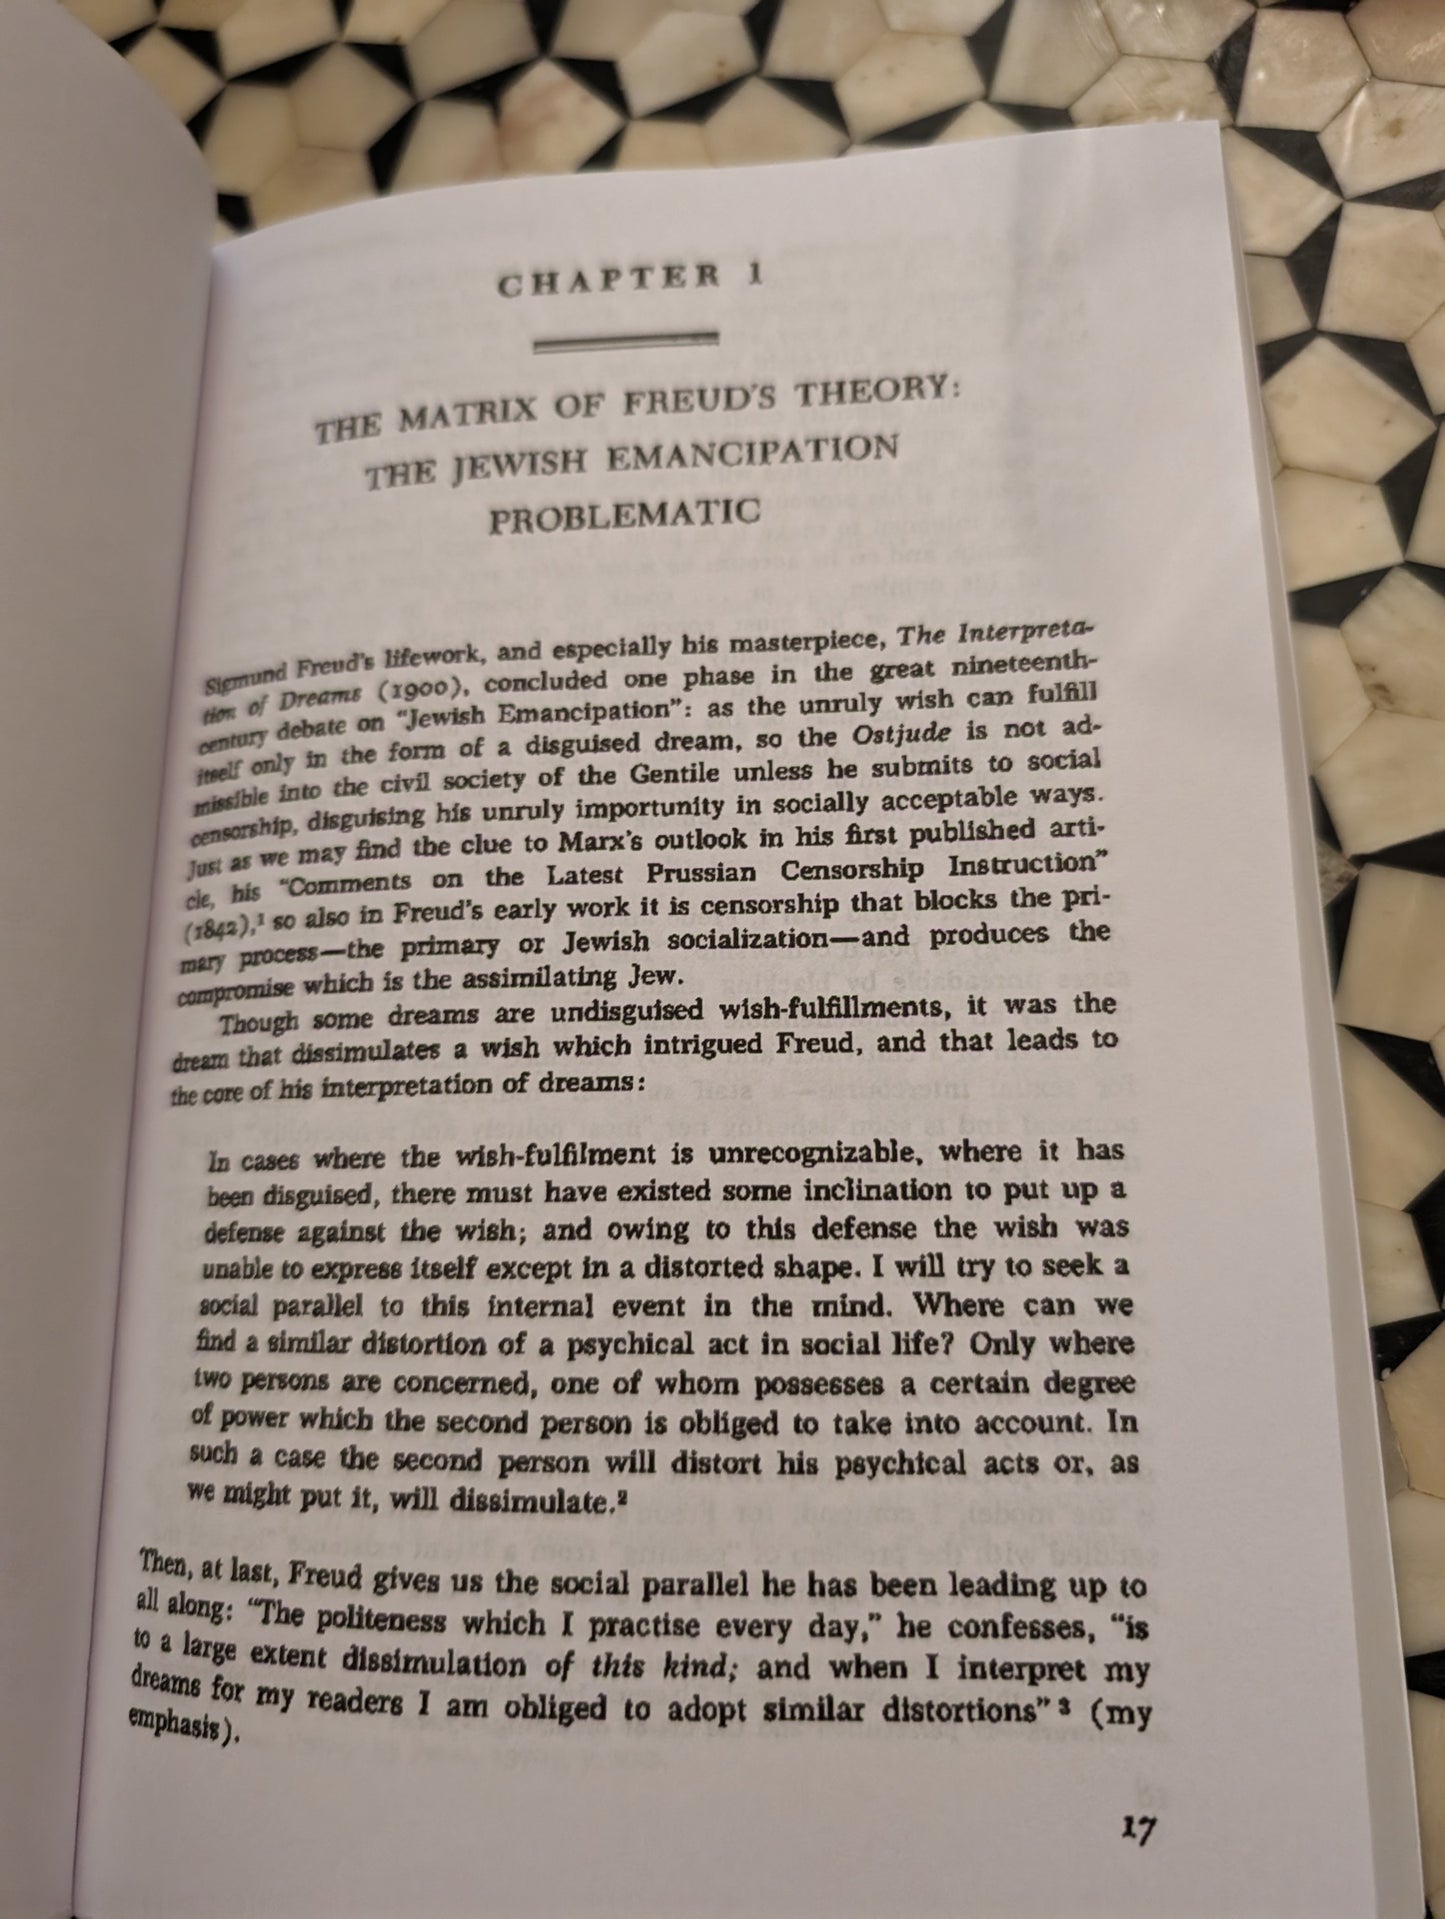 CHAPTER 1
THE MATRIX OF FREUD'S THEORY:
THE JEWISH EMANCIPATION
PROBLEMATIC
Sigmund Freud's lifework, and especially his masterpiece, The Interpreta-
tion of Dreams (1900), concluded one phase in the great nineteenth-
century debate on "Jewish Emancipation": as the unruly wish can fulfill
itself only in the form of a disguised dream, so the Ostjude is not ad-
missible into the civil society of the Gentile unless he submits to social
censorship, disguising his unruly importunity in socially acceptable ways.
Just as we may find the clue to Marx's outlook in his first published arti-
cle, his "Comments on the Latest Prussian Censorship Instruction"
(1842),¹ so also in Freud's early work it is censorship that blocks the pri-
mary process—the primary or Jewish socialization—and produces the
compromise which is the assimilating Jew.
Though some dreams are undisguised wish-fulfillments, it was the
dream that dissimulates a wish which intrigued Freud, and that leads to
the core of his interpretation of dreams:
In cases where the wish-fulfilment is unrecognizable, where it has
been disguised, there must have existed some inclination to put up a
defense against the wish; and owing to this defense the wish was
unable to express itself except in a distorted shape. I will try to seek a
social parallel to this internal event in the mind. Where can we
find a similar distortion of a psychical act in social life? Only where
two persons are concerned, one of whom possesses a certain degree
of power which the second person is obliged to take into account. In
such a case the second person will distort his psychical acts or, as
we might put it, will dissimulate.²
Then, at last, Freud gives us the social parallel he has been leading up to
all along: "The politeness which I practise every day," he confesses, "is
to a large extent dissimulation of this kind; and when I interpret my
dreams for my readers I am obliged to adopt similar distortions" ³ (my
emphasis).
17